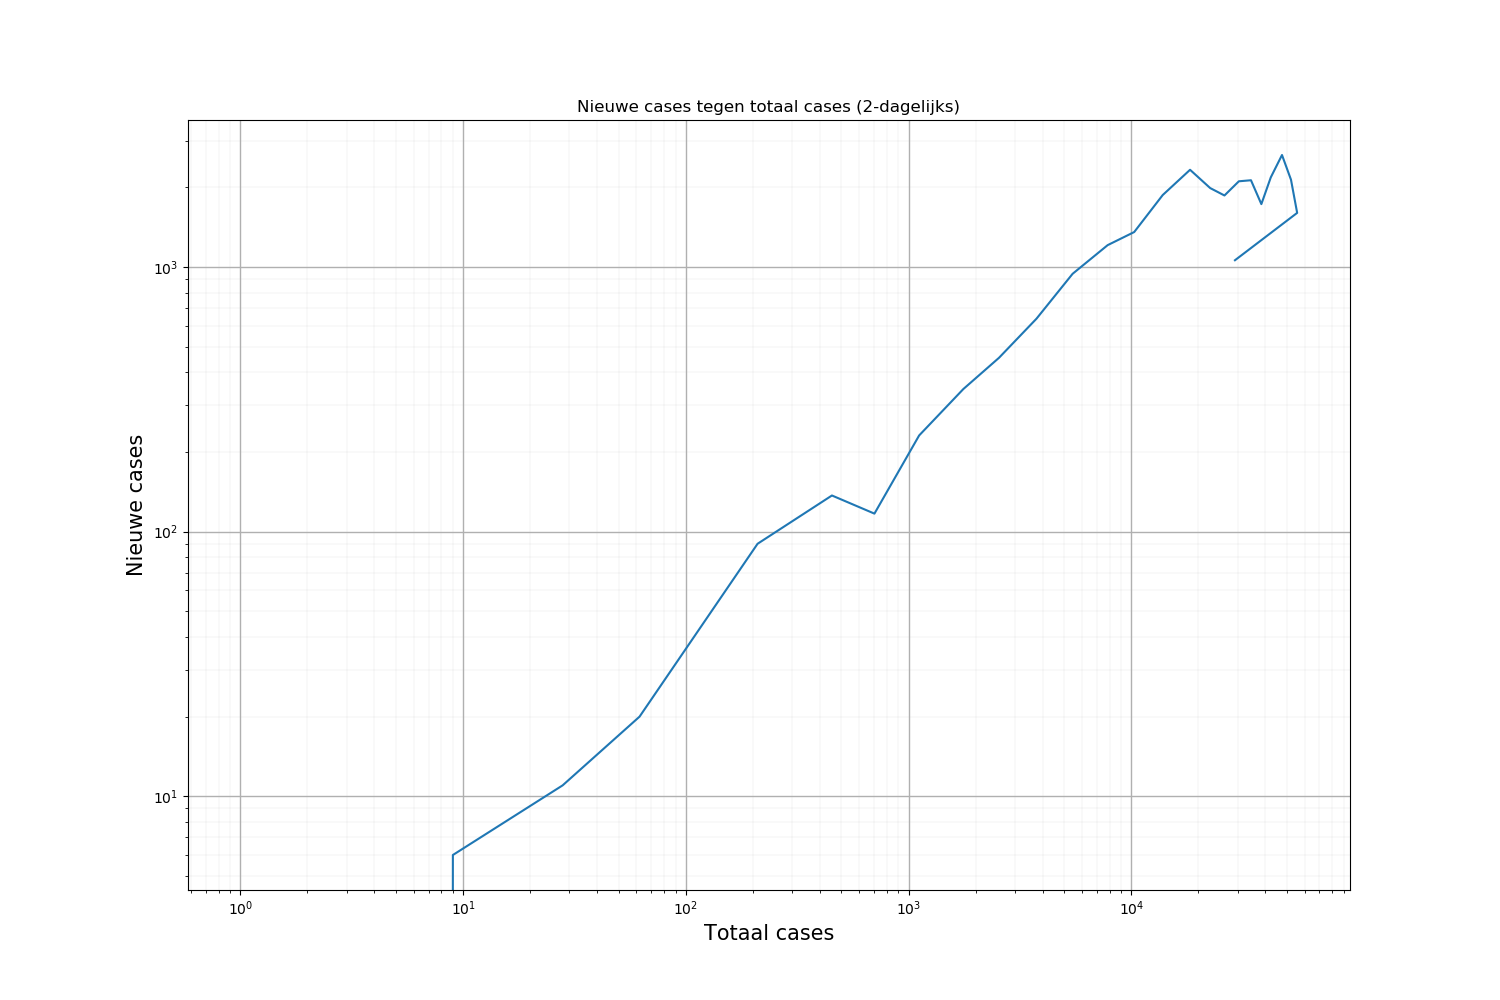 Nieuwe cases tegen totaal cases (2-dagelijks)
10³
10²
10¹
Nieuwe cases
10⁰ 10¹ 10² 10³ 10⁴
Totaal cases